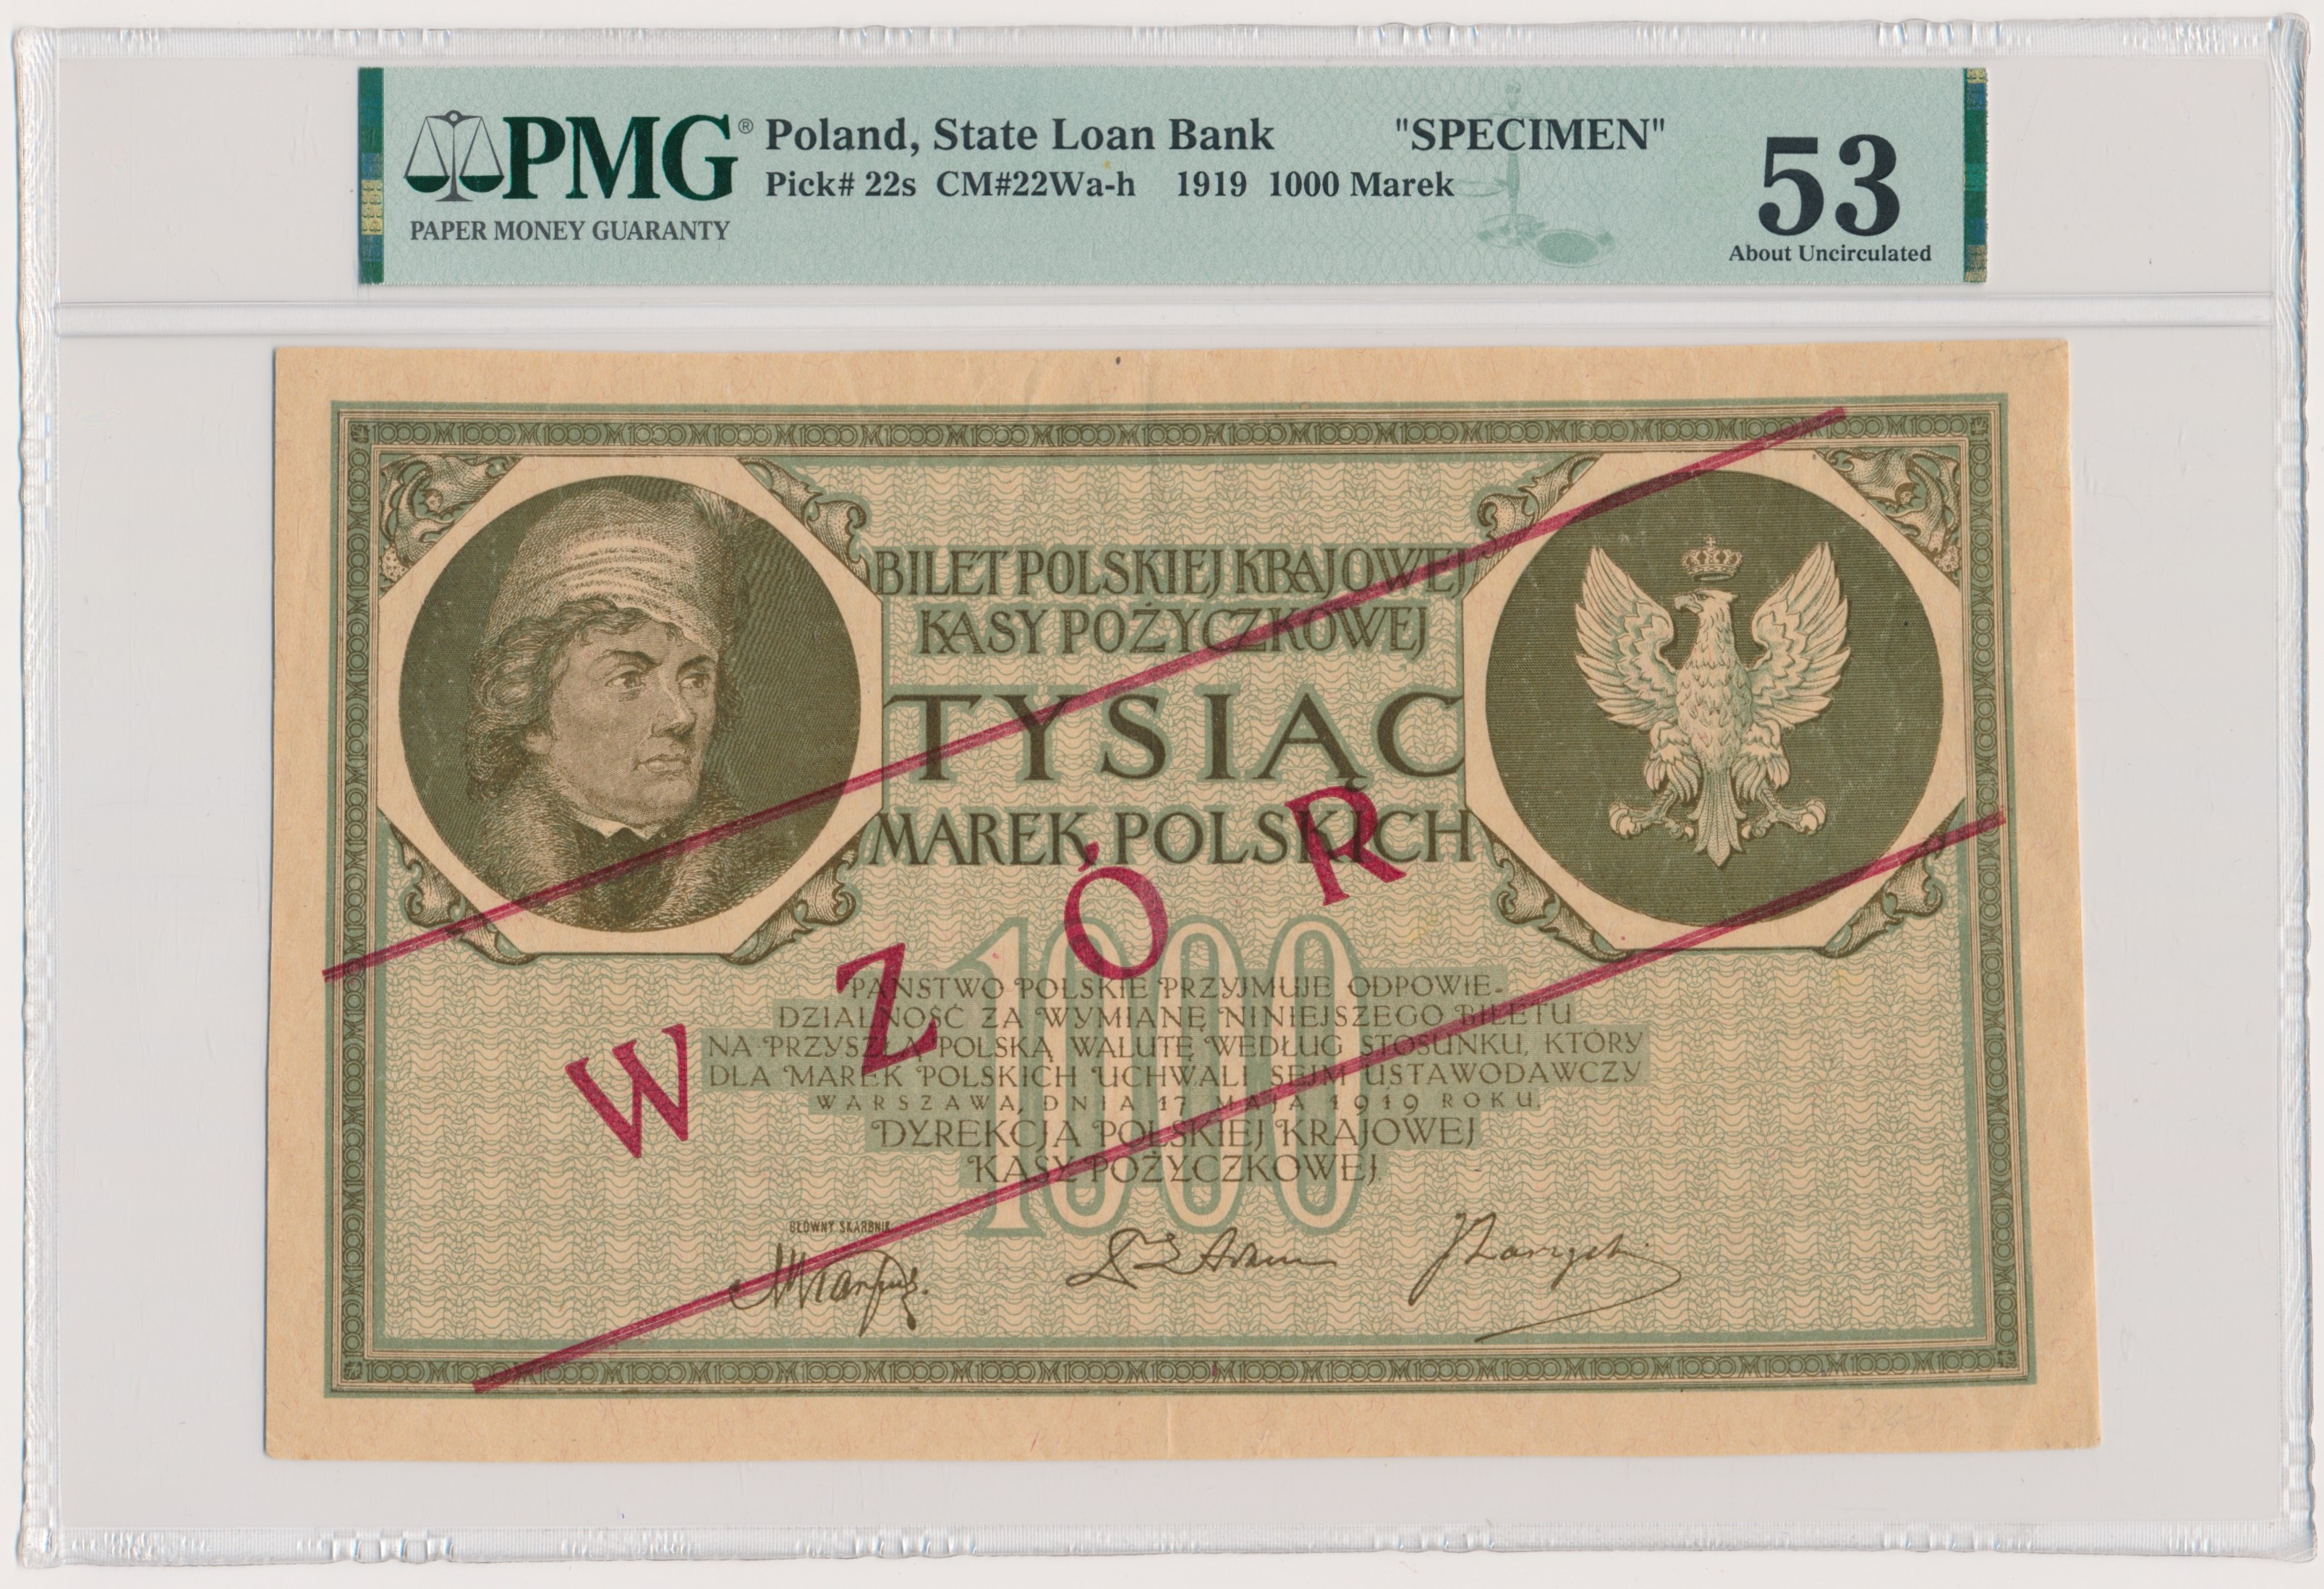 PMG® Poland, State Loan Bank "SPECIMEN"
Pick# 22s CM#22Wa-h 1919 1000 Marek
PAPER MONEY GUARANTY
53
About Uncirculated
BILET POLSKIEJ KRAJOWEJ
KASY POŻYCZKOWEJ
TYSIĄC
MAREK POLSKICH
WZÓR
1000
PAŃSTWO POLSKIE PRZYJMUJE ODPOWIE-
DZIALNOŚĆ ZA WYMIANĘ NINIEJSZEGO BILETU
NA PRZYSZŁĄ POLSKĄ WALUTĘ WEDŁUG STOSUNKU, KTÓRY
DLA MAREK POLSKICH UCHWALI SEJM USTAWODAWCZY
WARSZAWA, DNIA 17 MAJA 1919 ROKU.
DYREKCJA POLSKIEJ KRAJOWEJ
KASY POŻYCZKOWEJ
GŁÓWNY SKARBNIK